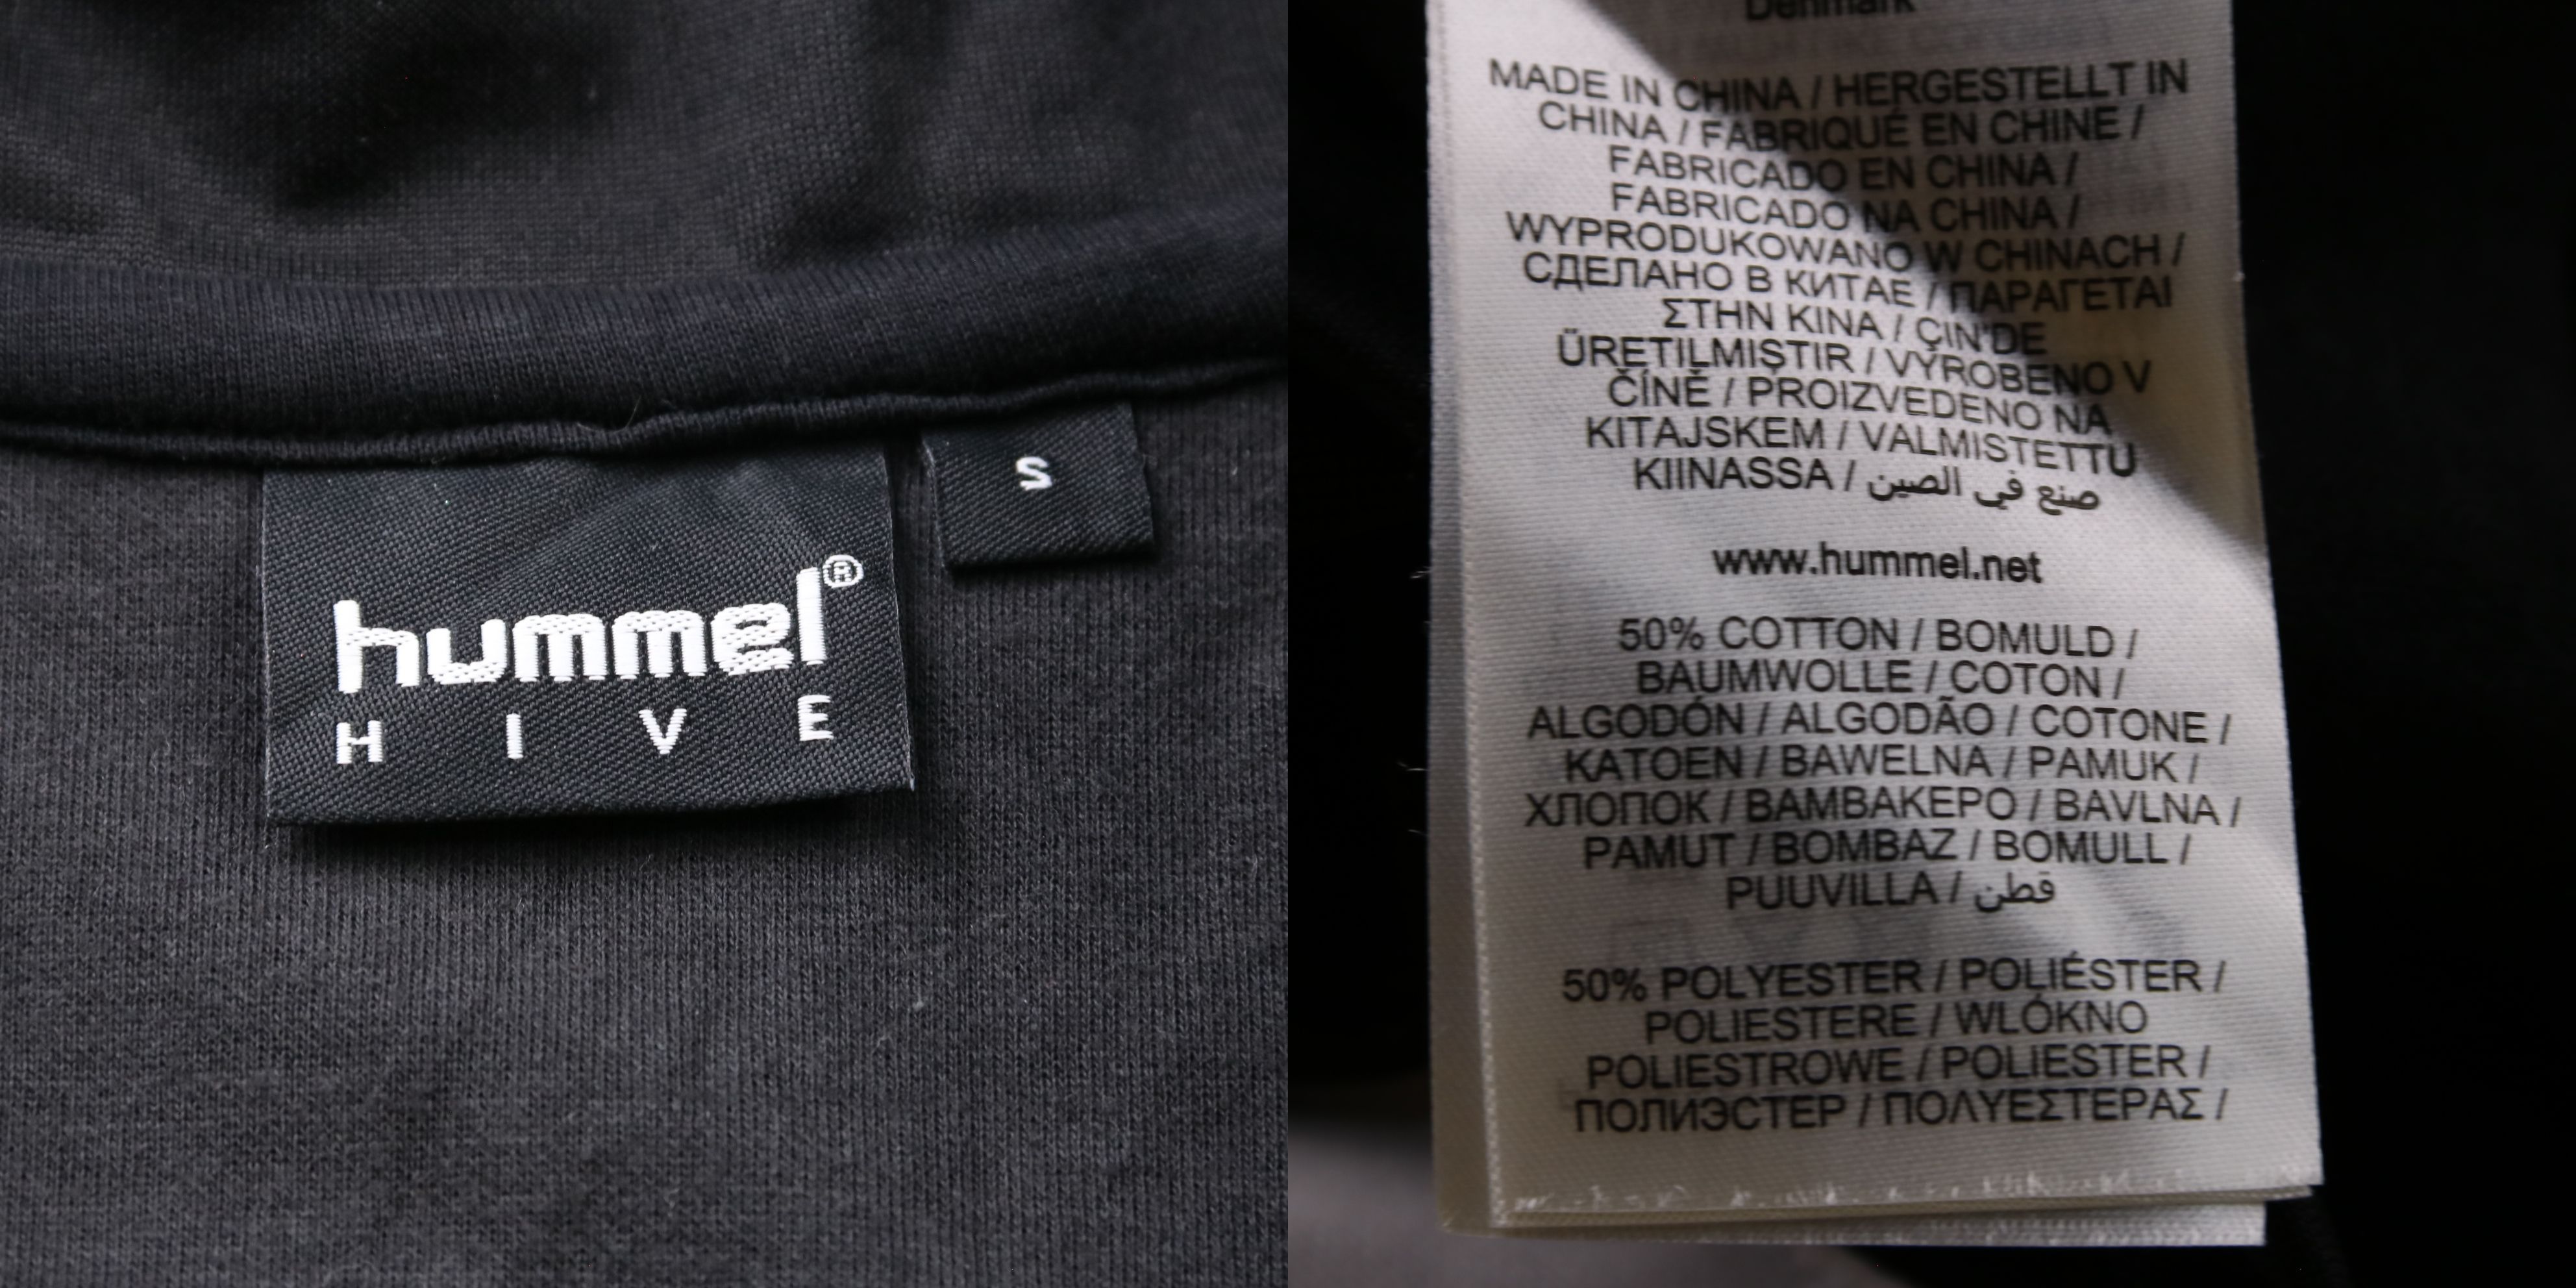 hummel®
H I V E
S
Denmark
MADE IN CHINA / HERGESTELLT IN
CHINA / FABRIQUÉ EN CHINE /
FABRICADO EN CHINA /
FABRICADO NA CHINA /
WYPRODUKOWANO W CHINACH /
СДЕЛАНО В КИТАЕ / ΠΑΡΑΓΕΤΑΙ
ΣΤΗΝ ΚΙΝΑ / ÇIN'DE
ÜRETILMIŞTIR / VYROBENO V
ČÍNĚ / PROIZVEDENO NA
KITAJSKEM / VALMISTETTU
KIINASSA / صنع في الصين
www.hummel.net
50% COTTON / BOMULD /
BAUMWOLLE / COTON /
ALGODÓN / ALGODÃO / COTONE /
KATOEN / BAWELNA / PAMUK /
ХЛОПОК / ΒΑΜΒΑΚΕΡΟ / BAVLNA /
PAMUT / BOMBAZ / BOMULL /
PUUVILLA / قطن
50% POLYESTER / POLIÉSTER /
POLIESTERE / WLÓKNO
POLIESTROWE / POLIESTER /
ПОЛИЭСТЕР / ΠΟΛΥΕΣΤΕΡΑΣ /